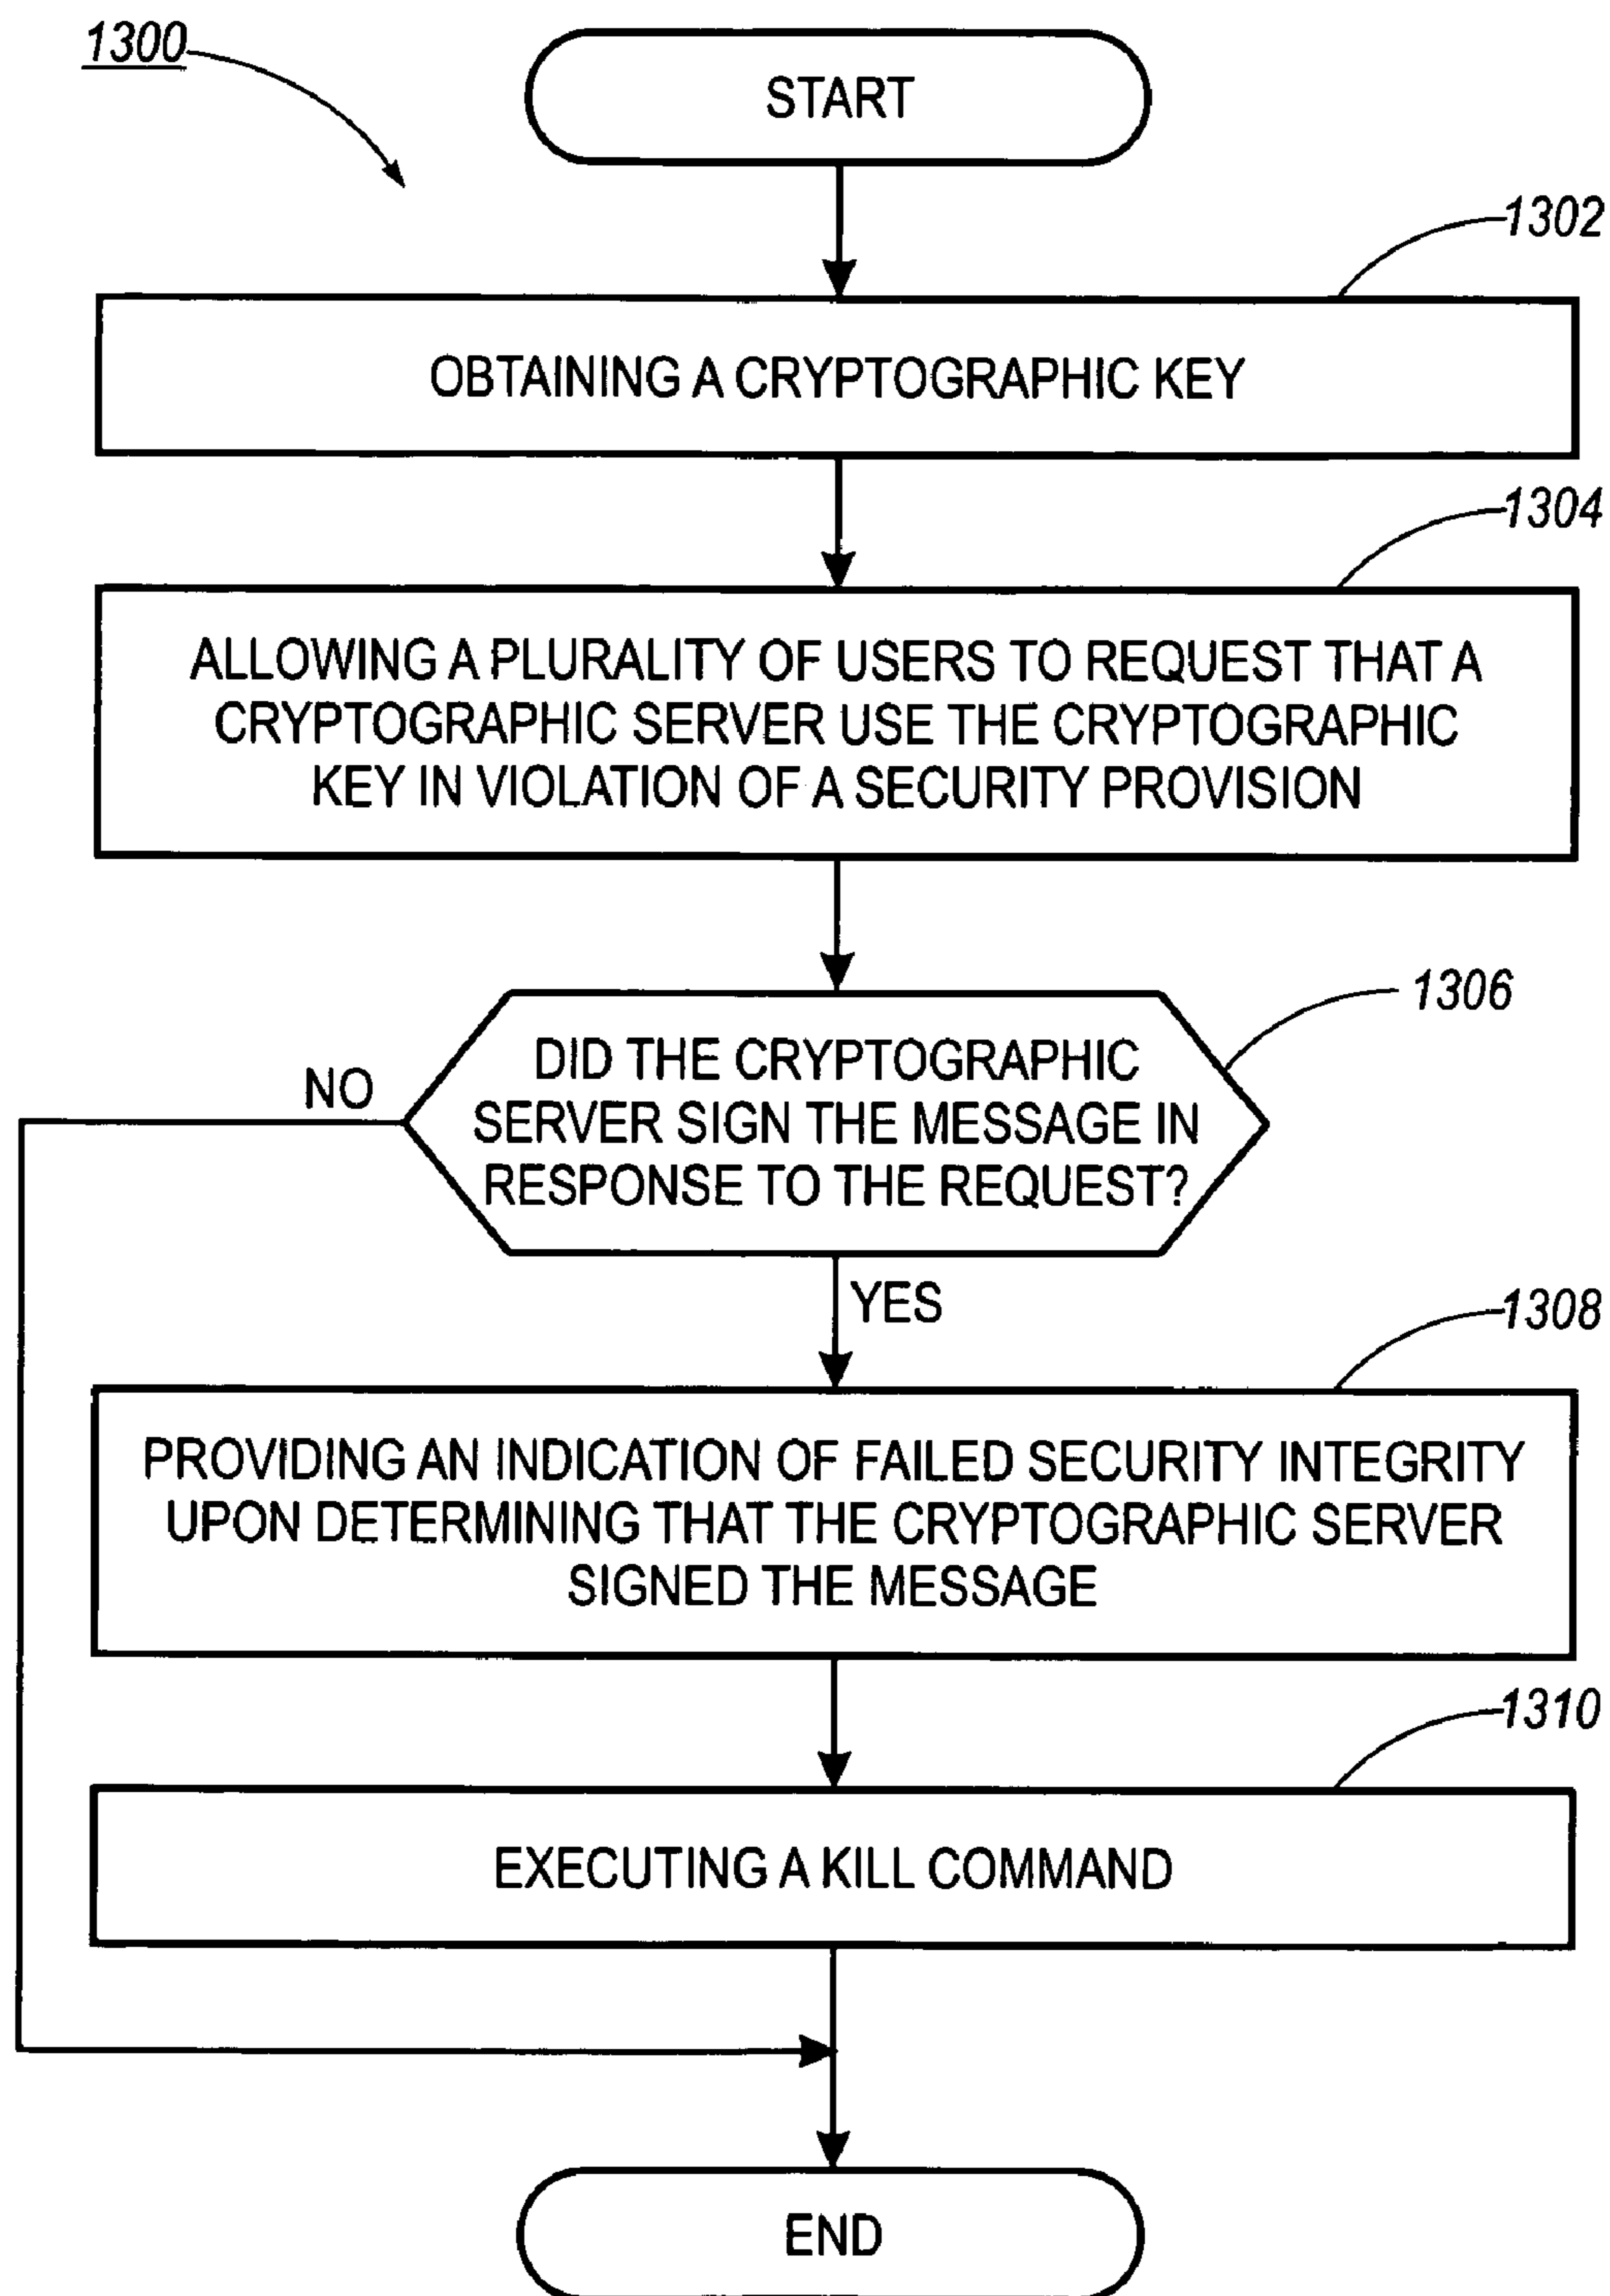 1300
START
1302
OBTAINING A CRYPTOGRAPHIC KEY
1304
ALLOWING A PLURALITY OF USERS TO REQUEST THAT A
CRYPTOGRAPHIC SERVER USE THE CRYPTOGRAPHIC
KEY IN VIOLATION OF A SECURITY PROVISION
1306
DID THE CRYPTOGRAPHIC
SERVER SIGN THE MESSAGE IN
RESPONSE TO THE REQUEST?
NO
YES
1308
PROVIDING AN INDICATION OF FAILED SECURITY INTEGRITY
UPON DETERMINING THAT THE CRYPTOGRAPHIC SERVER
SIGNED THE MESSAGE
1310
EXECUTING A KILL COMMAND
END